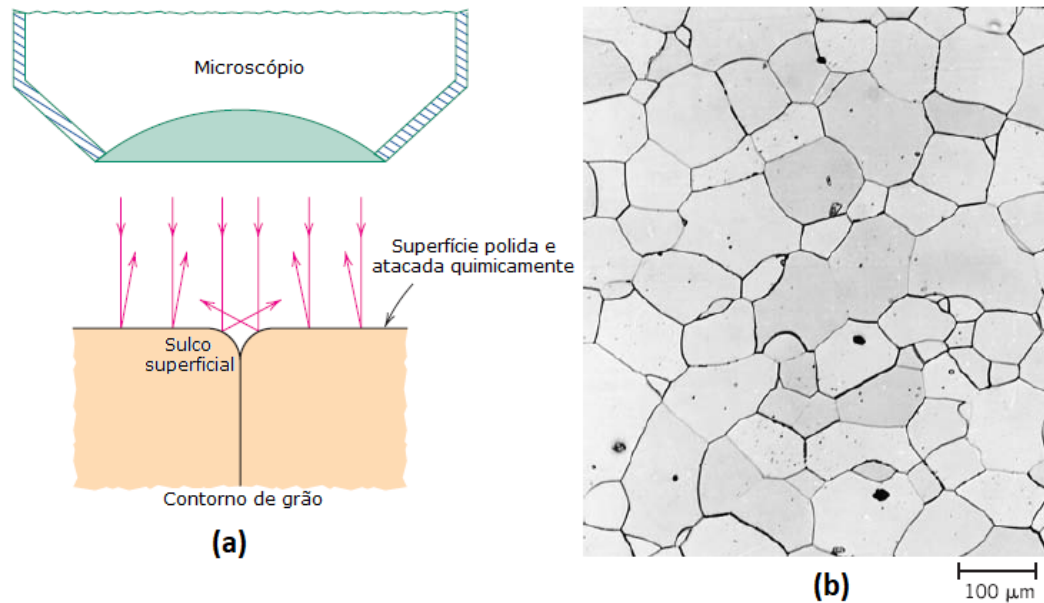 Microscópio
Superfície polida e
atacada quimicamente
Sulco
superficial
Contorno de grão
(a)
(b)
100 μm